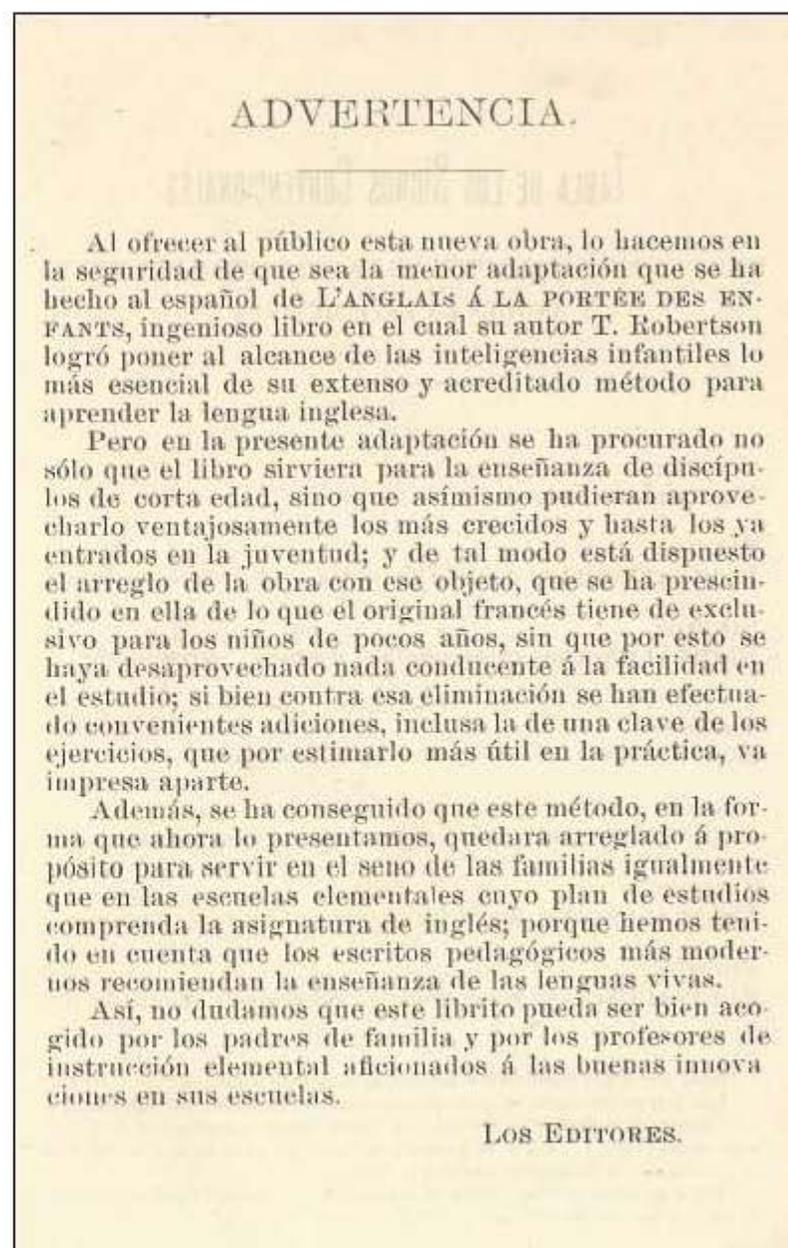 ADVERTENCIA.
Al ofrecer al público esta nueva obra, lo hacemos en
la seguridad de que sea la menor adaptación que se ha
hecho al español de L'ANGLAIS Á LA PORTÉE DES EN-
FANTS, ingenioso libro en el cual su autor T. Robertson
logró poner al alcance de las inteligencias infantiles lo
más esencial de su extenso y acreditado método para
aprender la lengua inglesa.
Pero en la presente adaptación se ha procurado no
sólo que el libro sirviera para la enseñanza de discípu-
los de corta edad, sino que asímismo pudieran aprove-
charlo ventajosamente los más crecidos y hasta los ya
entrados en la juventud; y de tal modo está dispuesto
el arreglo de la obra con ese objeto, que se ha prescin-
dido en ella de lo que el original francés tiene de exclu-
sivo para los niños de pocos años, sin que por esto se
haya desaprovechado nada conducente á la facilidad en
el estudio; si bien contra esa eliminación se han efectua-
do convenientes adiciones, inclusa la de una clave de los
ejercicios, que por estimarlo más útil en la práctica, va
impresa aparte.
Además, se ha conseguido que este método, en la for-
ma que ahora lo presentamos, quedara arreglado á pro-
pósito para servir en el seno de las familias igualmente
que en las escuelas elementales cuyo plan de estudios
comprenda la asignatura de inglés; porque hemos teni-
do en cuenta que los escritos pedagógicos más moder-
nos recomiendan la enseñanza de las lenguas vivas.
Así, no dudamos que este librito pueda ser bien aco-
gido por los padres de familia y por los profesores de
instrucción elemental aficionados á las buenas innova
ciones en sus escuelas.
LOS EDITORES.